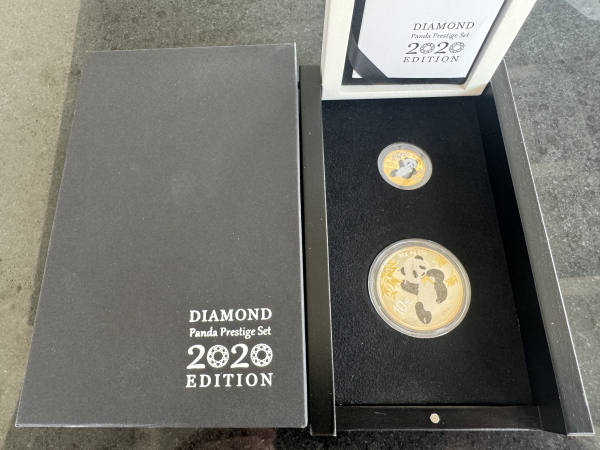 DIAMOND
Panda Prestige Set
2020
EDITION
DIAMOND
Panda Prestige Set
2020
EDITION